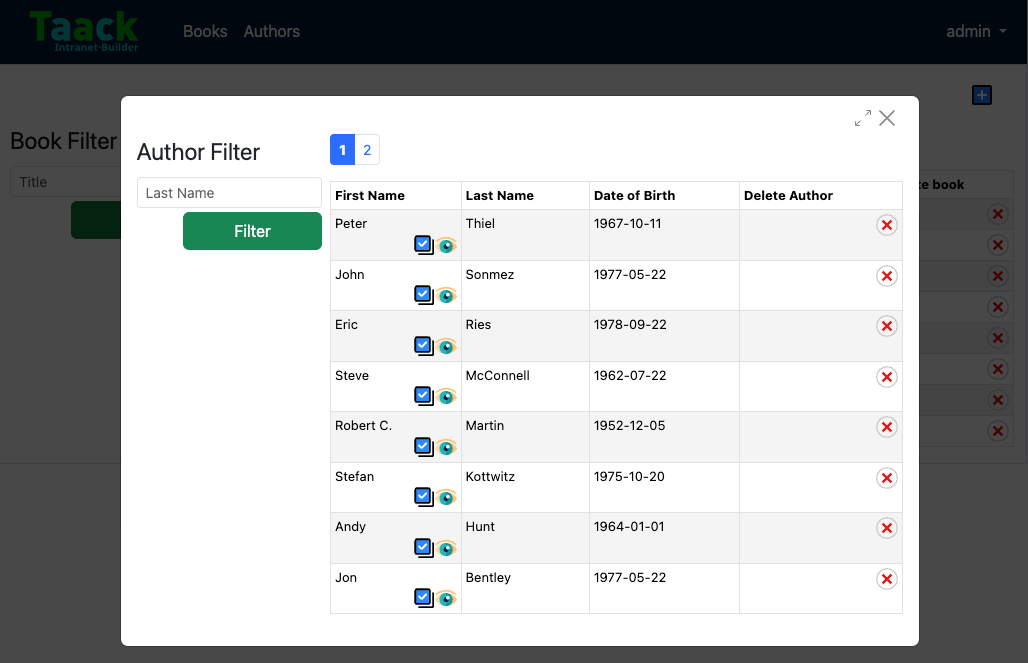 Taack
Intranet-Builder
Books Authors
admin
Book Filter
Title
Author Filter
Last Name
Filter
1 2
First Name Last Name Date of Birth Delete Author
Peter Thiel 1967-10-11
John Sonmez 1977-05-22
Eric Ries 1978-09-22
Steve McConnell 1962-07-22
Robert C. Martin 1952-12-05
Stefan Kottwitz 1975-10-20
Andy Hunt 1964-01-01
Jon Bentley 1977-05-22
book